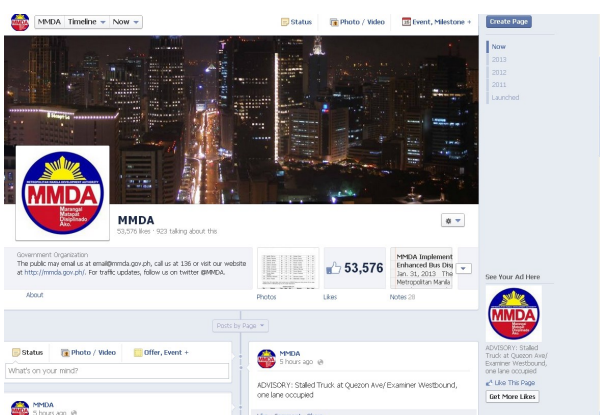 MMDA Timeline Now
Status Photo / Video Event, Milestone +
Create Page
Now
2013
2012
2011
Launched
METROPOLITAN MANILA DEVELOPMENT AUTHORITY
MMDA
Marangal
Matapat
Disiplinado
Ako.
MMDA
53,576 likes · 923 talking about this
Government Organization
The public may email us at email@mmda.gov.ph, call us at 136 or visit our website
at http://mmda.gov.ph/. For traffic updates, follow us on twitter @MMDA.
About
Photos
53,576
Likes
MMDA Implement
Enhanced Bus Disp
Jan. 31, 2013 The
Metropolitan Manila
Notes 28
See Your Ad Here
MMDA
ADVISORY: Stalled
Truck at Quezon Ave/
Examiner Westbound,
one lane occupied
Like This Page
Get More Likes
Posts by Page
Status Photo / Video Offer, Event +
What's on your mind?
MMDA
5 hours ago
MMDA
5 hours ago
ADVISORY: Stalled Truck at Quezon Ave/ Examiner Westbound,
one lane occupied